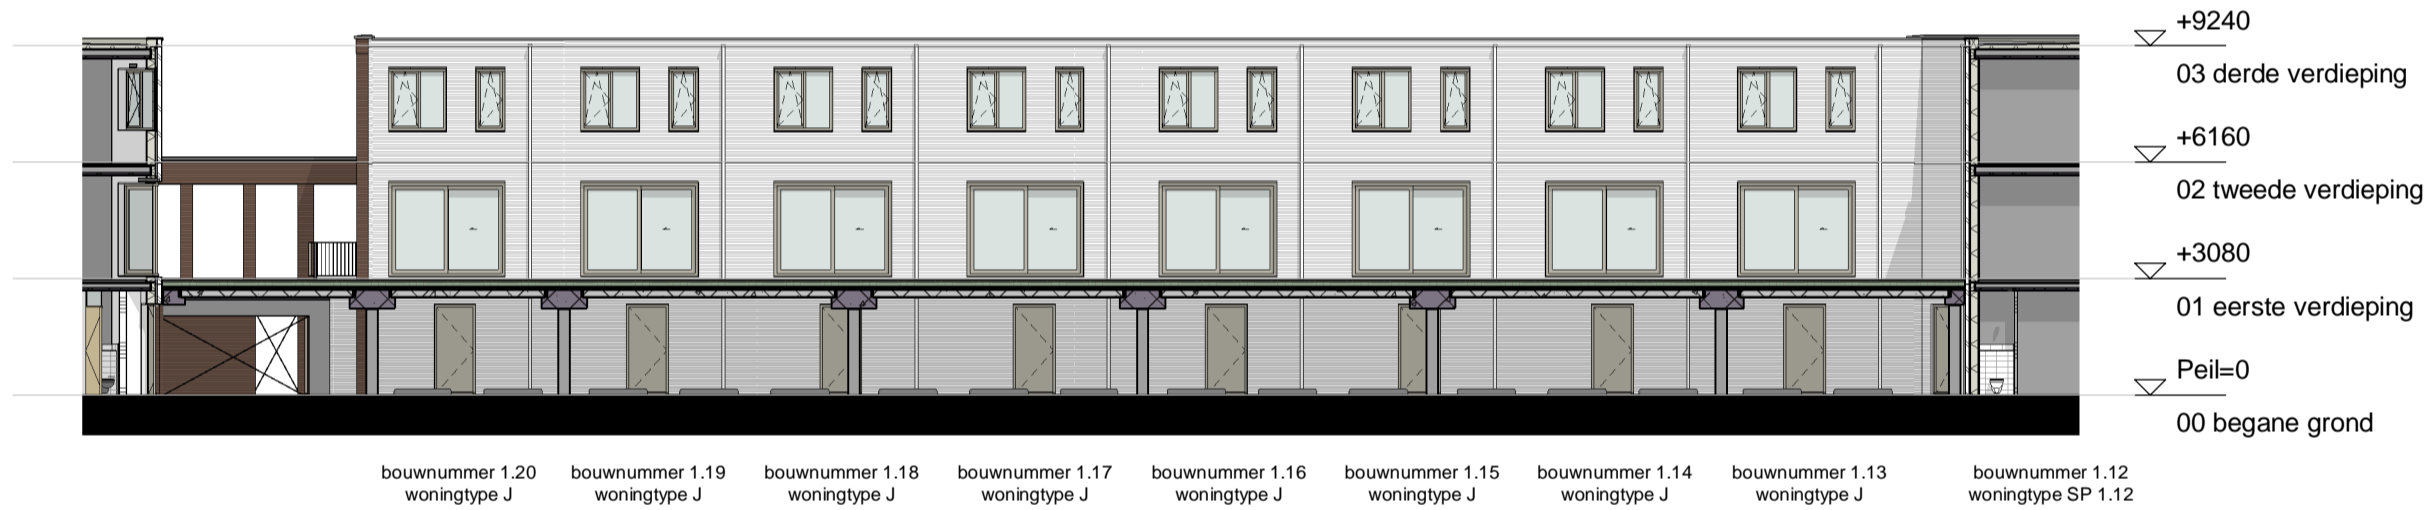 +9240
03 derde verdieping
+6160
02 tweede verdieping
+3080
01 eerste verdieping
Peil=0
00 begane grond
bouwnummer 1.20
woningtype J
bouwnummer 1.19
woningtype J
bouwnummer 1.18
woningtype J
bouwnummer 1.17
woningtype J
bouwnummer 1.16
woningtype J
bouwnummer 1.15
woningtype J
bouwnummer 1.14
woningtype J
bouwnummer 1.13
woningtype J
bouwnummer 1.12
woningtype SP 1.12